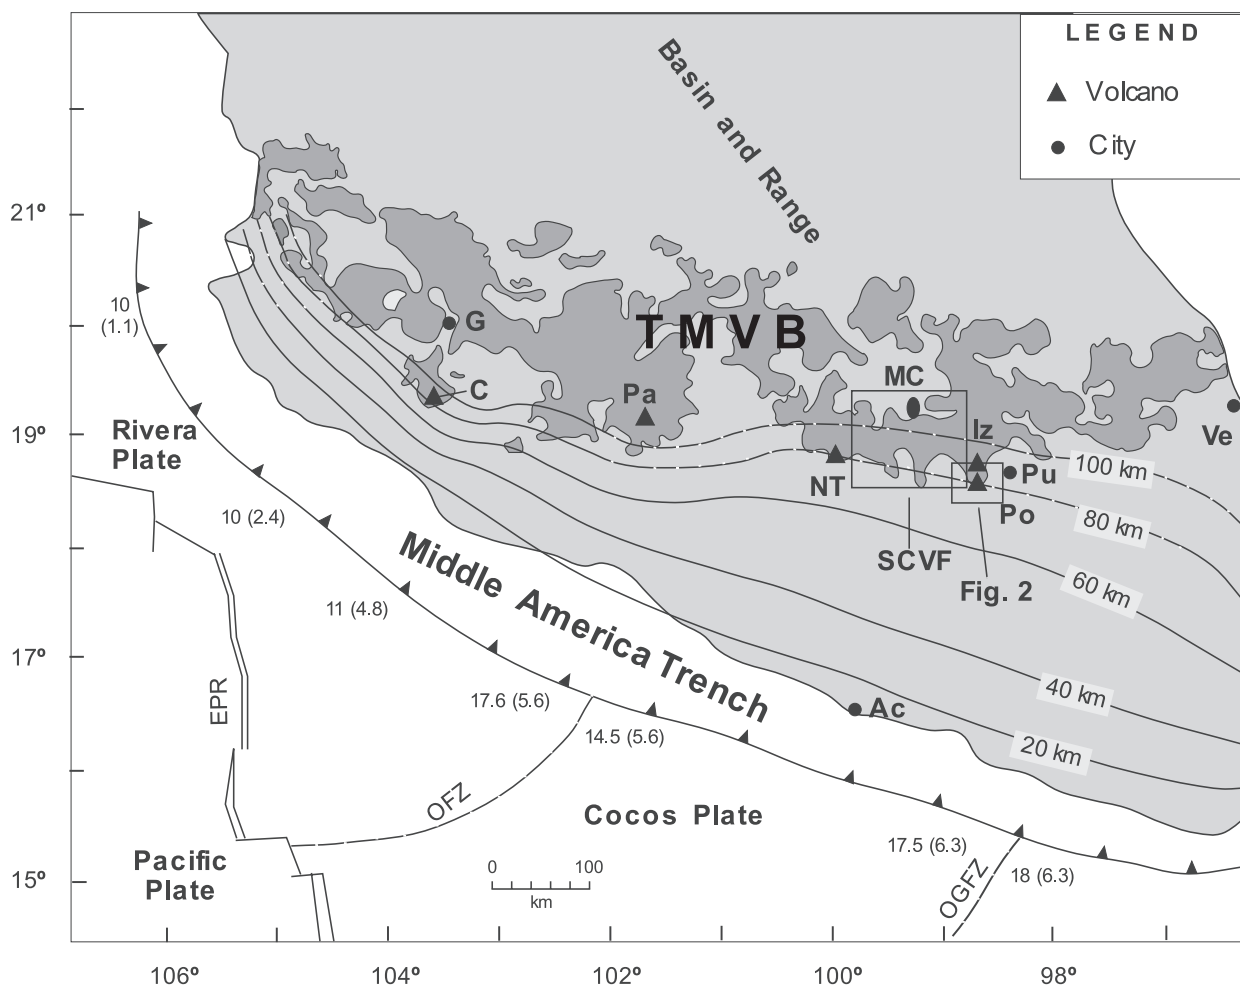 LEGEND
Volcano
City
Basin and Range
21º
19º
17º
15º
10
(1.1)
G
TMVB
C
Pa
MC
Iz
Ve
Rivera
Plate
NT
Pu
Po
100 km
80 km
SCVF
Fig. 2
60 km
10 (2.4)
11 (4.8)
Middle America Trench
40 km
20 km
EPR
17.6 (5.6)
14.5 (5.6)
Ac
OFZ
Cocos Plate
17.5 (6.3)
18 (6.3)
OGFZ
Pacific
Plate
0 100
km
106º 104º 102º 100º 98º